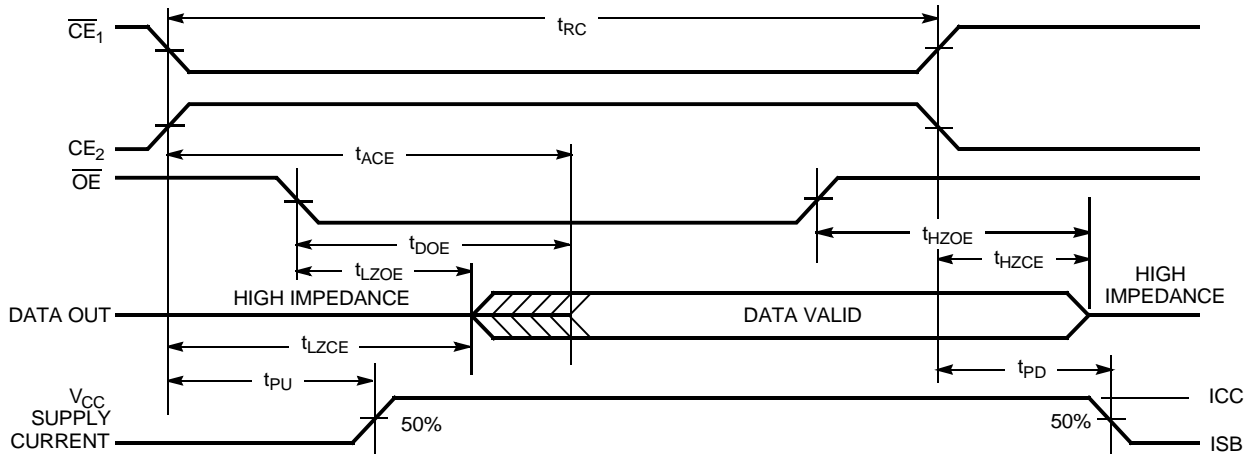 CE1
tRC
CE2
tACE
OE
tDOE
tHZOE
tLZOE
tHZCE
HIGH IMPEDANCE
HIGH
IMPEDANCE
DATA OUT
DATA VALID
tLZCE
tPU
tPD
VCC
SUPPLY
CURRENT
50%
50%
ICC
ISB